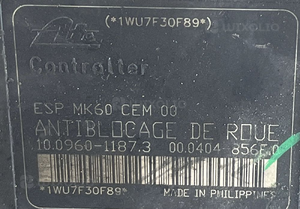 (*1WU7F30F89*)
Ate
Controller
ESP MK60 CEM 00
ANTIBLOCAGE DE ROUE
10.0960-1187.3 00.0404-856E.0
*1WU7F30F89*
MADE IN PHILIPPINES